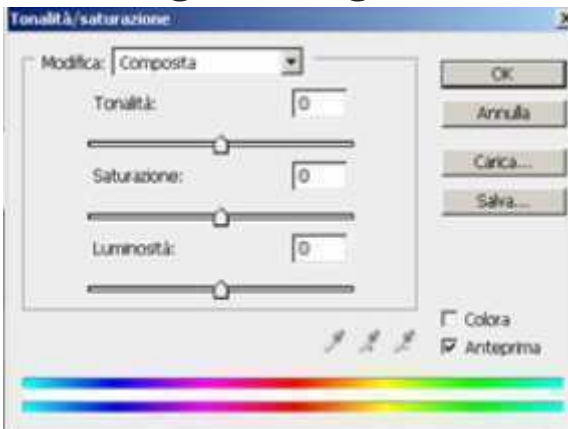 Tonalità/saturazione
Modifica: Composita
OK
Tonalità: 0
Annulla
Carica...
Saturazione: 0
Salva...
Luminosità: 0
Colora
Anteprima